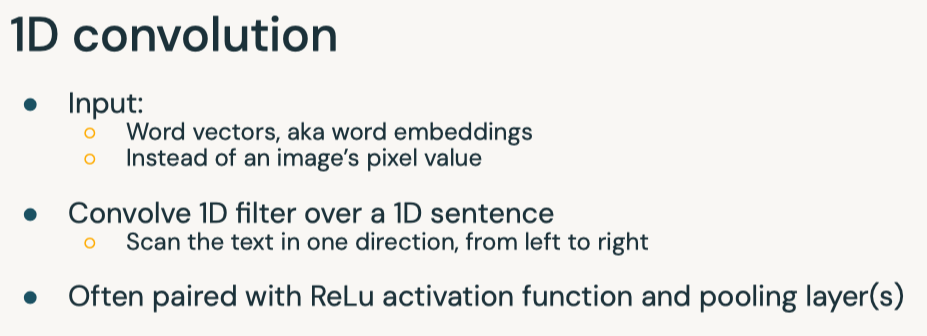 1D convolution
● Input:
○ Word vectors, aka word embeddings
○ Instead of an image's pixel value
● Convolve 1D filter over a 1D sentence
○ Scan the text in one direction, from left to right
● Often paired with ReLu activation function and pooling layer(s)